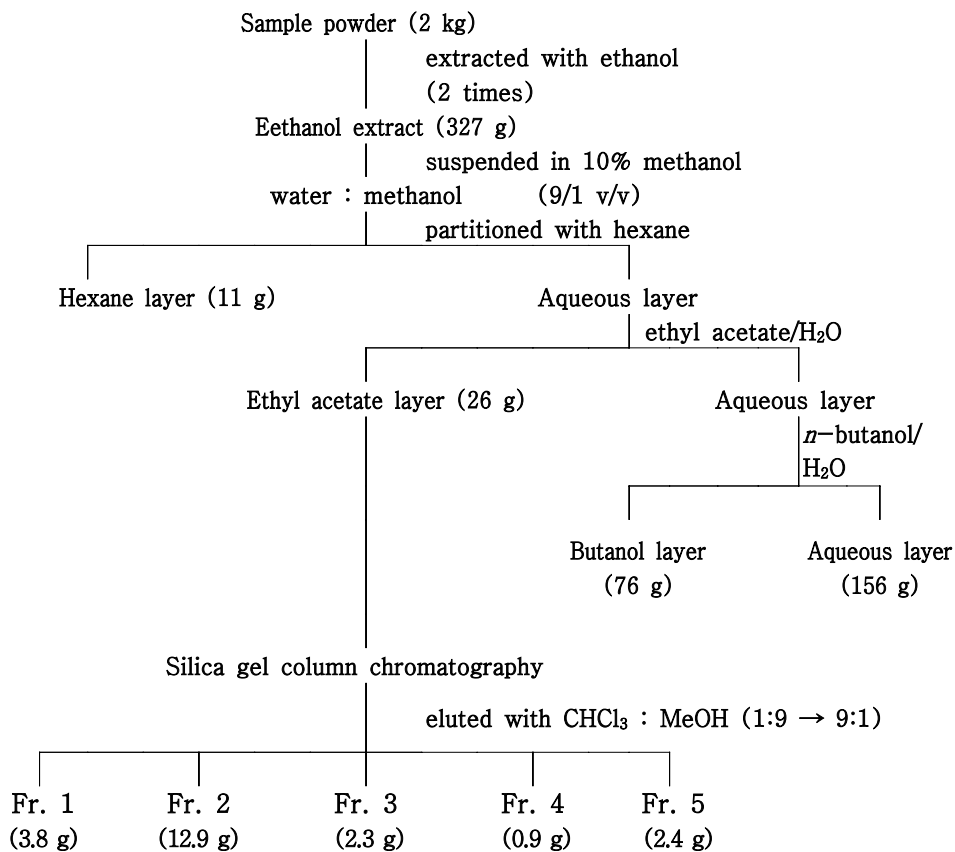 Sample powder (2 kg)
extracted with ethanol
(2 times)
Eethanol extract (327 g)
suspended in 10% methanol
water : methanol (9/1 v/v)
partitioned with hexane
Hexane layer (11 g)
Aqueous layer
ethyl acetate/H₂O
Ethyl acetate layer (26 g)
Aqueous layer
n-butanol/
H₂O
Butanol layer
(76 g)
Aqueous layer
(156 g)
Silica gel column chromatography
eluted with CHCl₃ : MeOH (1:9 → 9:1)
Fr. 1
(3.8 g)
Fr. 2
(12.9 g)
Fr. 3
(2.3 g)
Fr. 4
(0.9 g)
Fr. 5
(2.4 g)